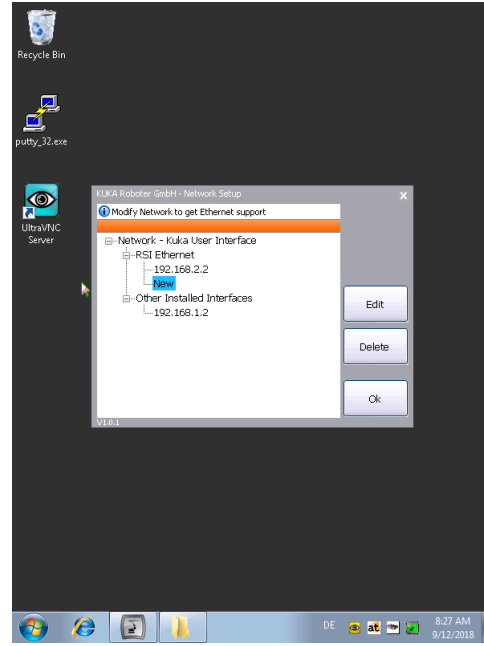 Recycle Bin
putty_32.exe
UltraVNC
Server
KUKA Roboter GmbH - Network Setup
Modify Network to get Ethernet support
Network - Kuka User Interface
RSI Ethernet
192.168.2.2
New
Other Installed Interfaces
192.168.1.2
Edit
Delete
Ok
V1.0.1
DE
at
8:27 AM
9/12/2018